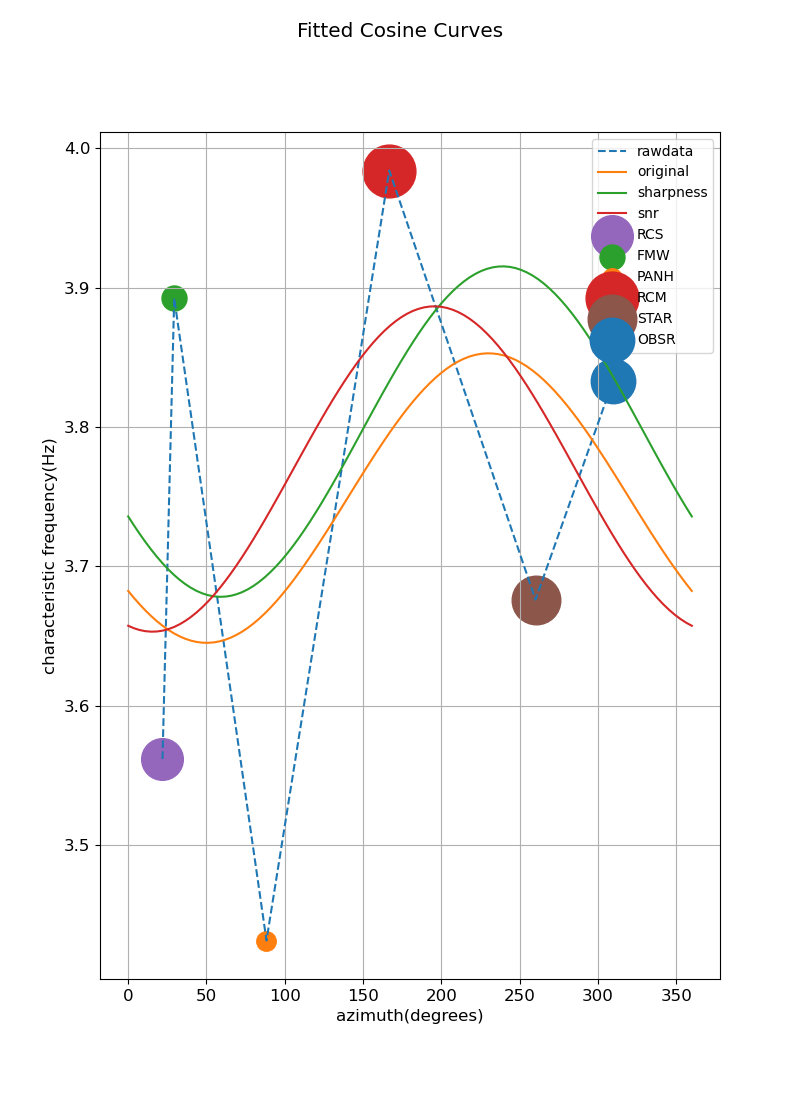 Fitted Cosine Curves
4.0
3.9
3.8
3.7
3.6
3.5
characteristic frequency(Hz)
rawdata
original
sharpness
snr
RCS
FMW
PANH
RCM
STAR
OBSR
0 50 100 150 200 250 300 350
azimuth(degrees)